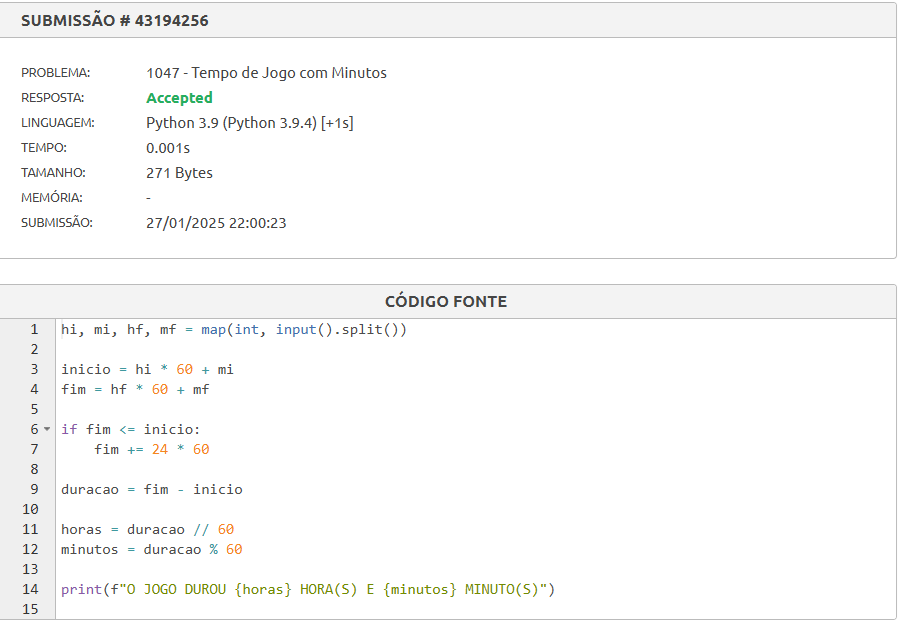 SUBMISSÃO # 43194256
PROBLEMA: 1047 - Tempo de Jogo com Minutos
RESPOSTA: Accepted
LINGUAGEM: Python 3.9 (Python 3.9.4) [+1s]
TEMPO: 0.001s
TAMANHO: 271 Bytes
MEMÓRIA: -
SUBMISSÃO: 27/01/2025 22:00:23
CÓDIGO FONTE
1 hi, mi, hf, mf = map(int, input().split())
2
3 inicio = hi * 60 + mi
4 fim = hf * 60 + mf
5
6 if fim <= inicio:
7     fim += 24 * 60
8
9 duracao = fim - inicio
10
11 horas = duracao // 60
12 minutos = duracao % 60
13
14 print(f"O JOGO DUROU {horas} HORA(S) E {minutos} MINUTO(S)")
15